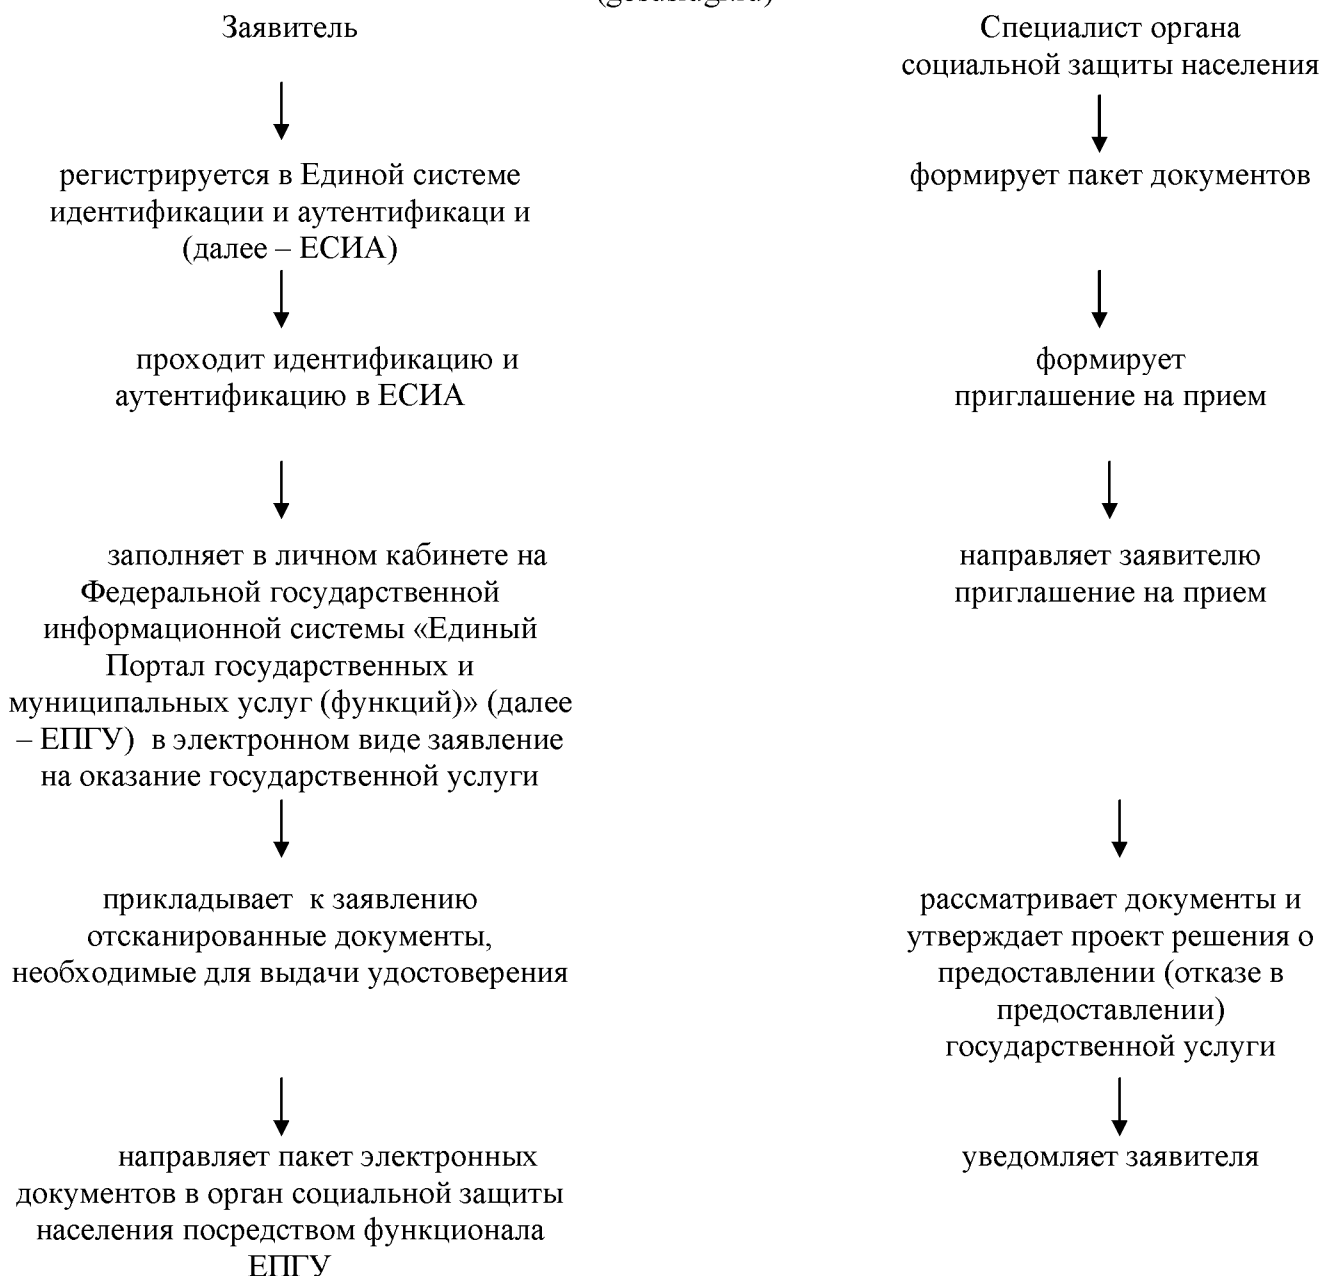 Заявитель
регистрируется в Единой системе
идентификации и аутентификаци и
(далее – ЕСИА)
проходит идентификацию и
аутентификацию в ЕСИА
заполняет в личном кабинете на
Федеральной государственной
информационной системы «Единый
Портал государственных и
муниципальных услуг (функций)» (далее
– ЕПГУ)  в электронном виде заявление
на оказание государственной услуги
прикладывает  к заявлению
отсканированные документы,
необходимые для выдачи удостоверения
направляет пакет электронных
документов в орган социальной защиты
населения посредством функционала
ЕПГУ
Специалист органа
социальной защиты населения
формирует пакет документов
формирует
приглашение на прием
направляет заявителю
приглашение на прием
рассматривает документы и
утверждает проект решения о
предоставлении (отказе в
предоставлении)
государственной услуги
уведомляет заявителя